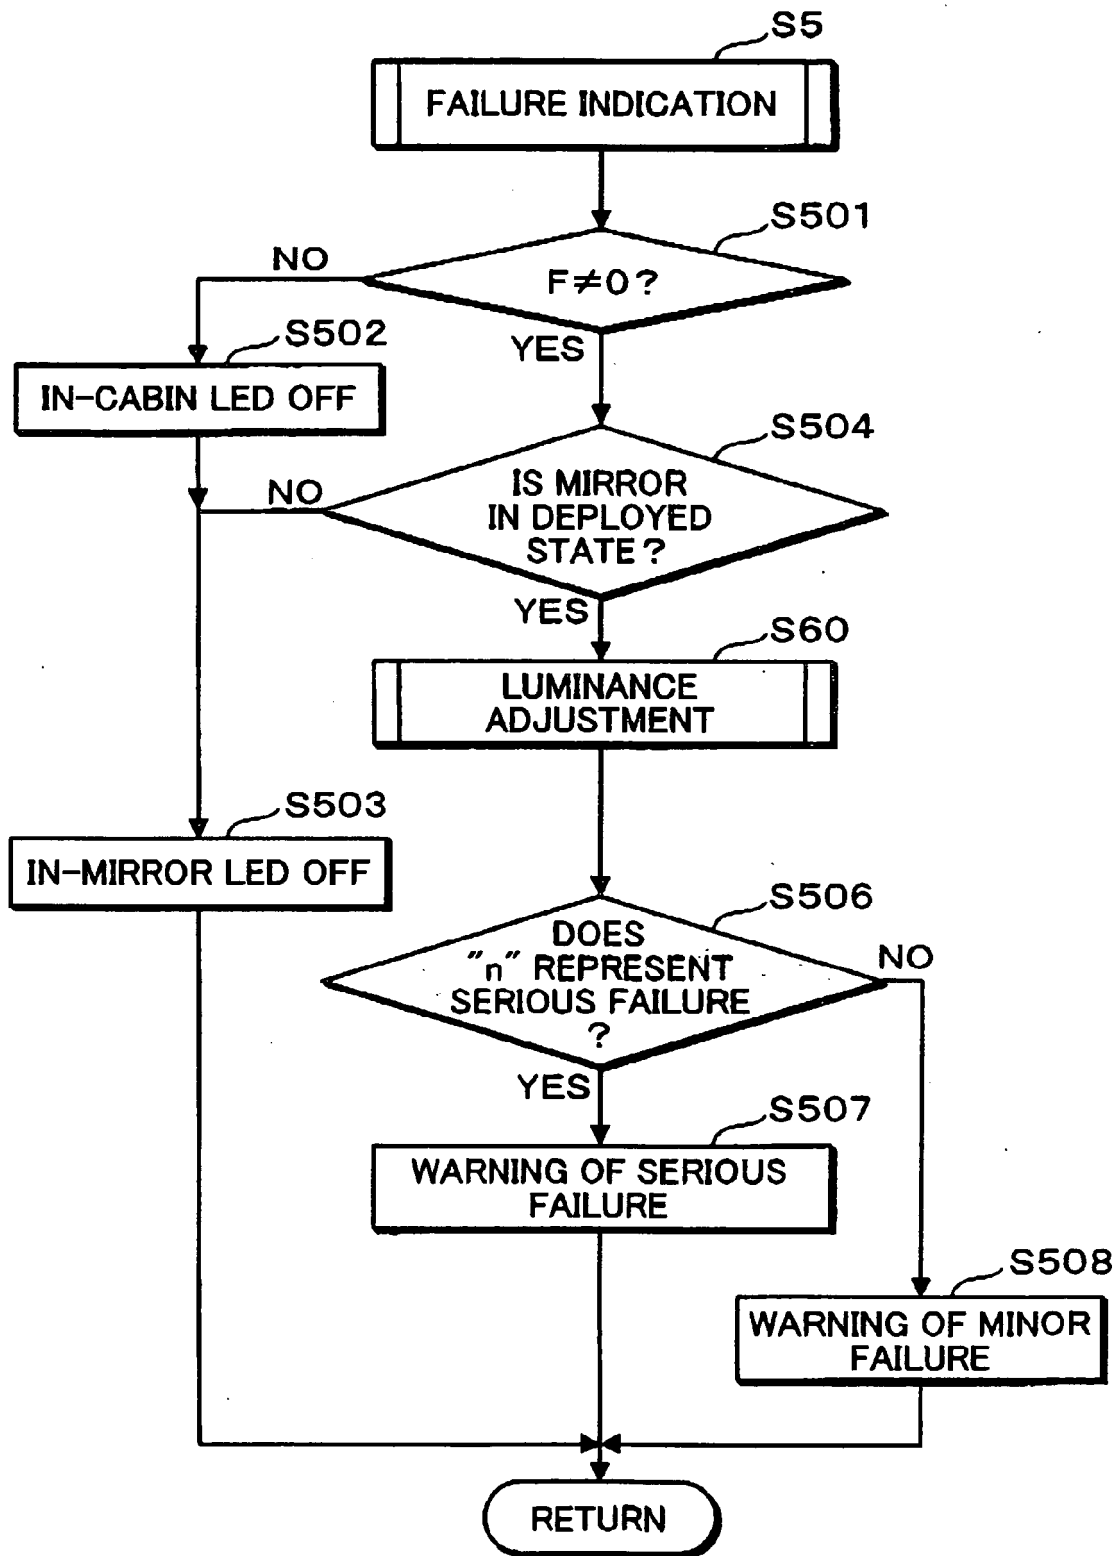 S5
FAILURE INDICATION
S501
NO
F≠0?
YES
S502
IN-CABIN LED OFF
S504
NO
IS MIRROR
IN DEPLOYED
STATE?
YES
S60
LUMINANCE
ADJUSTMENT
S503
IN-MIRROR LED OFF
S506
DOES
"n" REPRESENT
SERIOUS FAILURE
?
NO
YES
S507
WARNING OF SERIOUS
FAILURE
S508
WARNING OF MINOR
FAILURE
RETURN